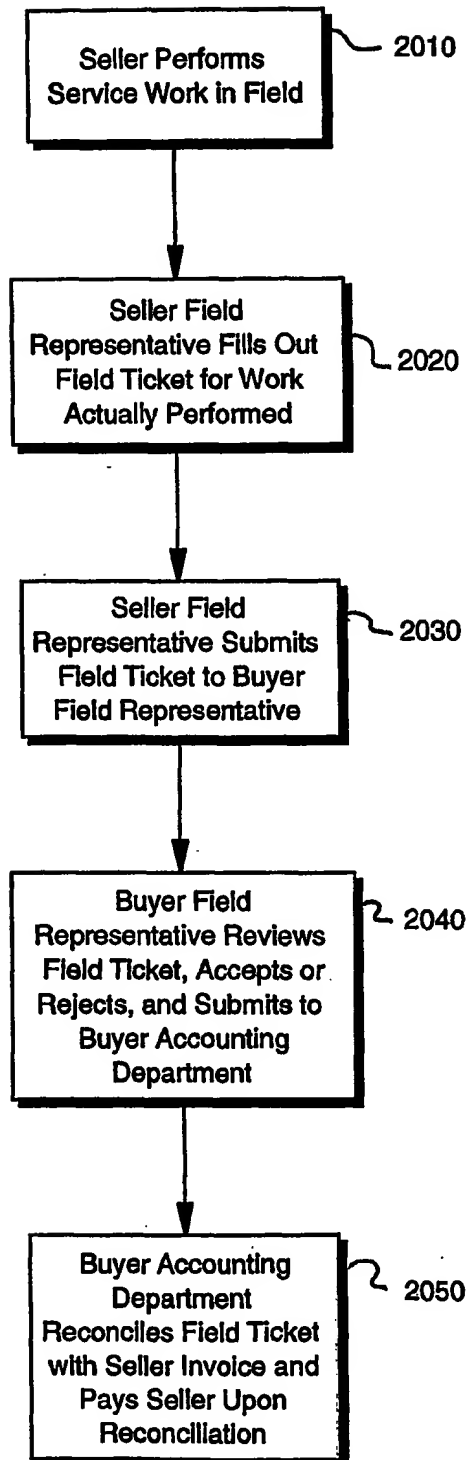 Seller Performs
Service Work in Field
2010
Seller Field
Representative Fills Out
Field Ticket for Work
Actually Performed
2020
Seller Field
Representative Submits
Field Ticket to Buyer
Field Representative
2030
Buyer Field
Representative Reviews
Field Ticket, Accepts or
Rejects, and Submits to
Buyer Accounting
Department
2040
Buyer Accounting
Department
Reconciles Field Ticket
with Seller Invoice and
Pays Seller Upon
Reconciliation
2050